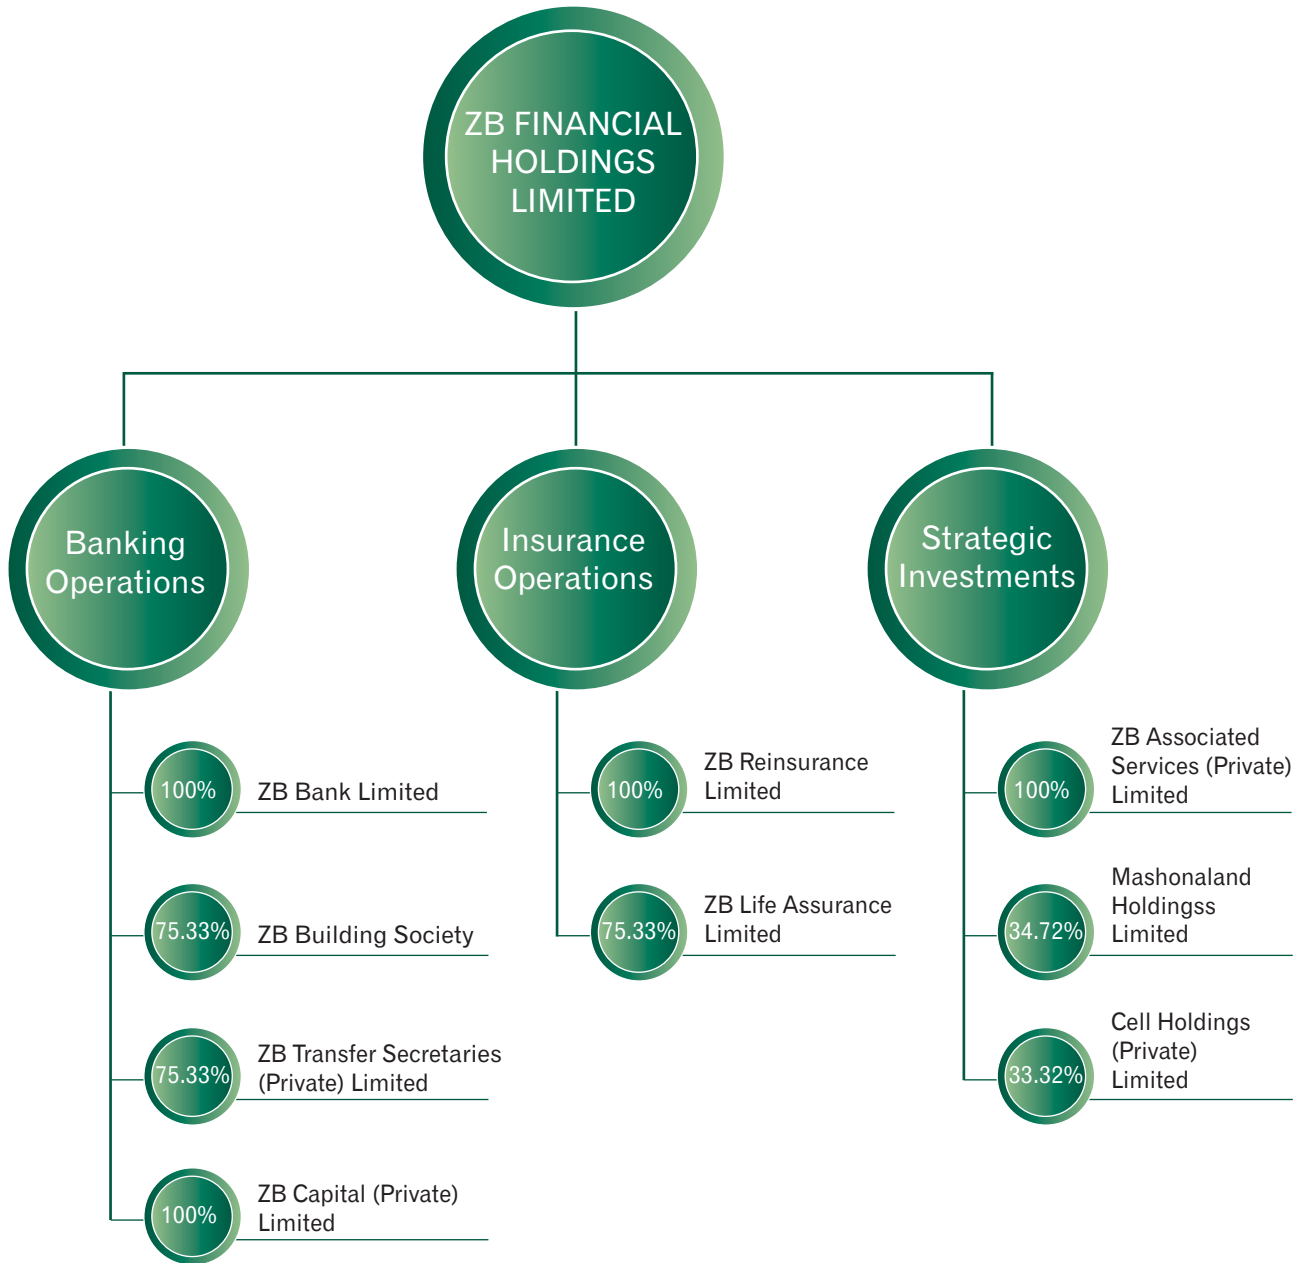 ZB FINANCIAL
HOLDINGS
LIMITED
Banking
Operations
100%
ZB Bank Limited
75.33%
ZB Building Society
75.33%
ZB Transfer Secretaries
(Private) Limited
100%
ZB Capital (Private)
Limited
Insurance
Operations
100%
ZB Reinsurance
Limited
75.33%
ZB Life Assurance
Limited
Strategic
Investments
100%
ZB Associated
Services (Private)
Limited
34.72%
Mashonaland
Holdingss
Limited
33.32%
Cell Holdings
(Private)
Limited